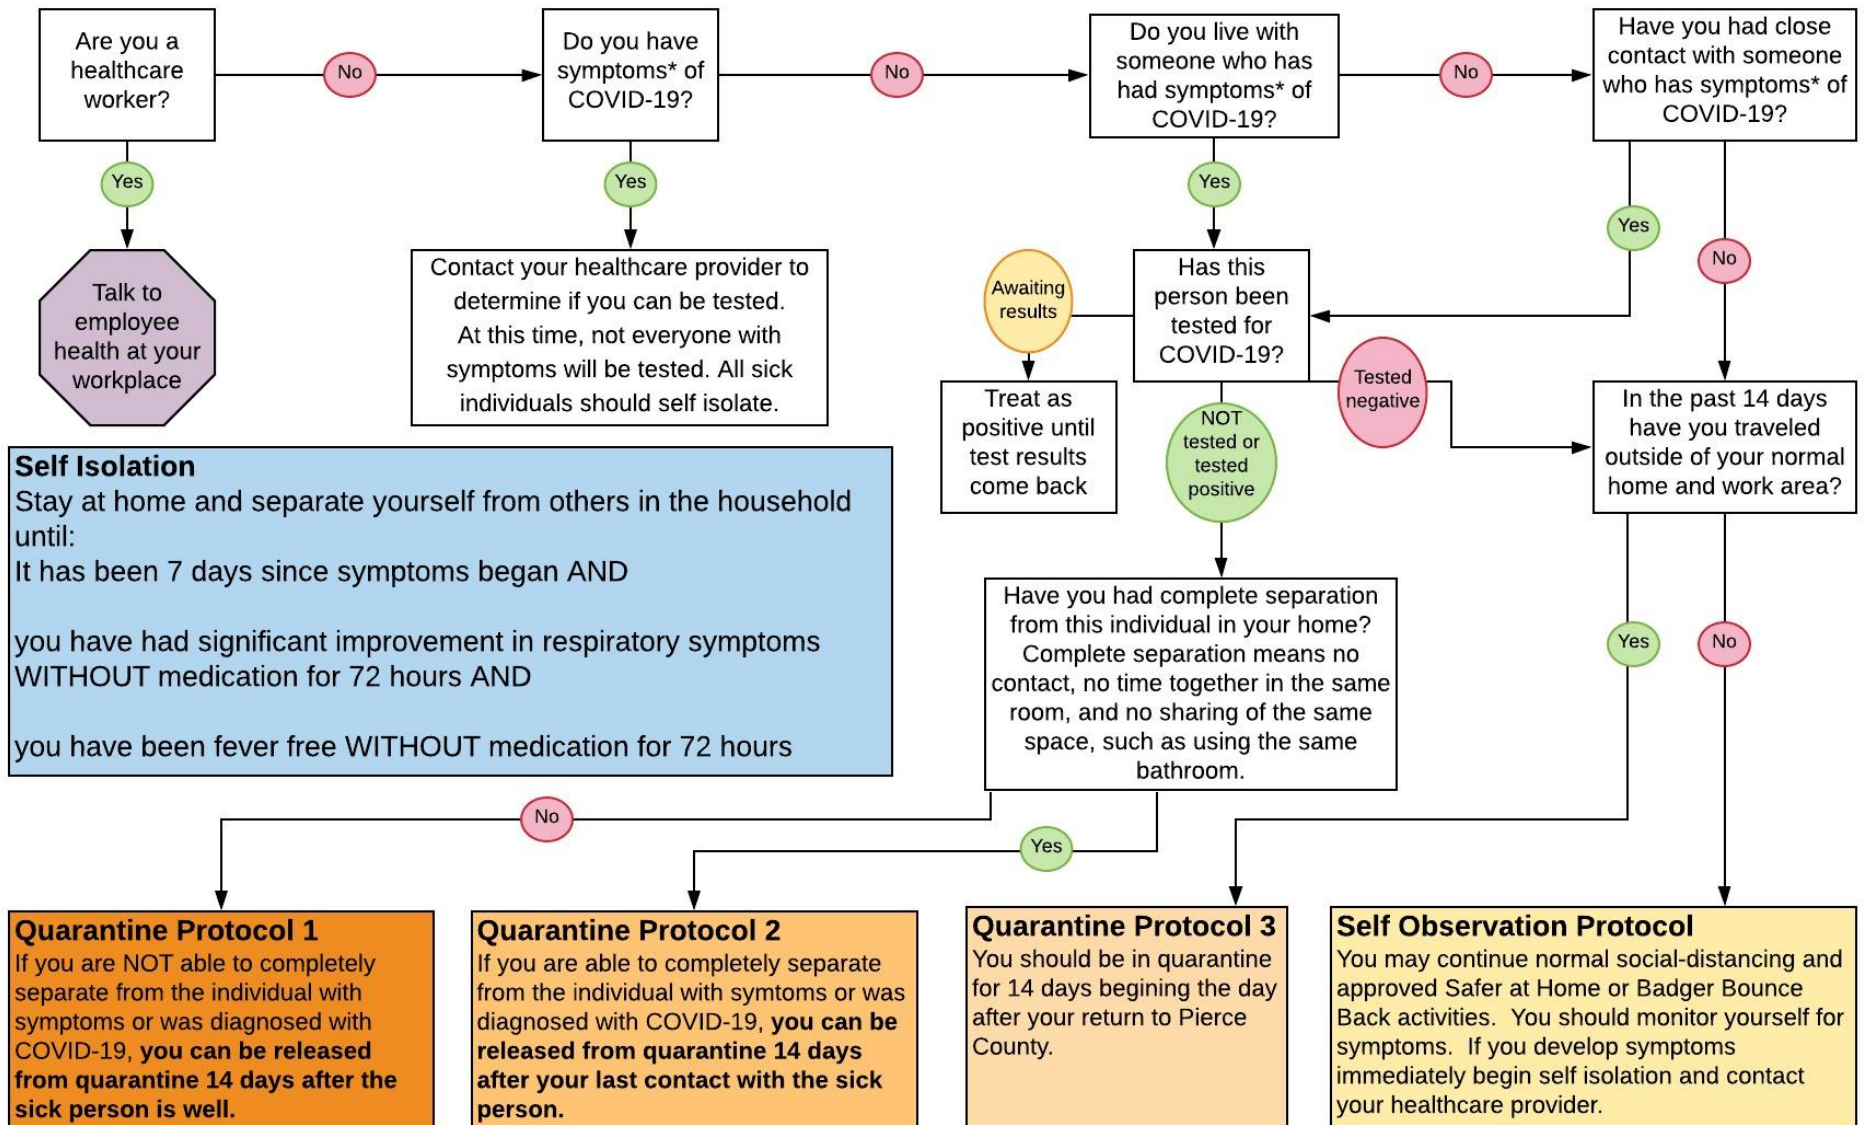 Are you a
healthcare
worker?
No
Do you have
symptoms* of
COVID-19?
No
Do you live with
someone who has
had symptoms* of
COVID-19?
No
Have you had close
contact with someone
who has symptoms* of
COVID-19?
Yes
Yes
Yes
Yes
No
Talk to
employee
health at your
workplace
Contact your healthcare provider to
determine if you can be tested.
At this time, not everyone with
symptoms will be tested. All sick
individuals should self isolate.
Awaiting
results
Has this
person been
tested for
COVID-19?
Tested
negative
Treat as
positive until
test results
come back
NOT
tested or
tested
positive
In the past 14 days
have you traveled
outside of your normal
home and work area?
Self Isolation
Stay at home and separate yourself from others in the household
until:
It has been 7 days since symptoms began AND
you have had significant improvement in respiratory symptoms
WITHOUT medication for 72 hours AND
you have been fever free WITHOUT medication for 72 hours
Have you had complete separation
from this individual in your home?
Complete separation means no
contact, no time together in the same
room, and no sharing of the same
space, such as using the same
bathroom.
Yes
No
No
Yes
Quarantine Protocol 1
If you are NOT able to completely
separate from the individual with
symptoms or was diagnosed with
COVID-19, you can be released
from quarantine 14 days after the
sick person is well.
Quarantine Protocol 2
If you are able to completely separate
from the individual with symtoms or was
diagnosed with COVID-19, you can be
released from quarantine 14 days
after your last contact with the sick
person.
Quarantine Protocol 3
You should be in quarantine
for 14 days begining the day
after your return to Pierce
County.
Self Observation Protocol
You may continue normal social-distancing and
approved Safer at Home or Badger Bounce
Back activities.  You should monitor yourself for
symptoms.  If you develop symptoms
immediately begin self isolation and contact
your healthcare provider.